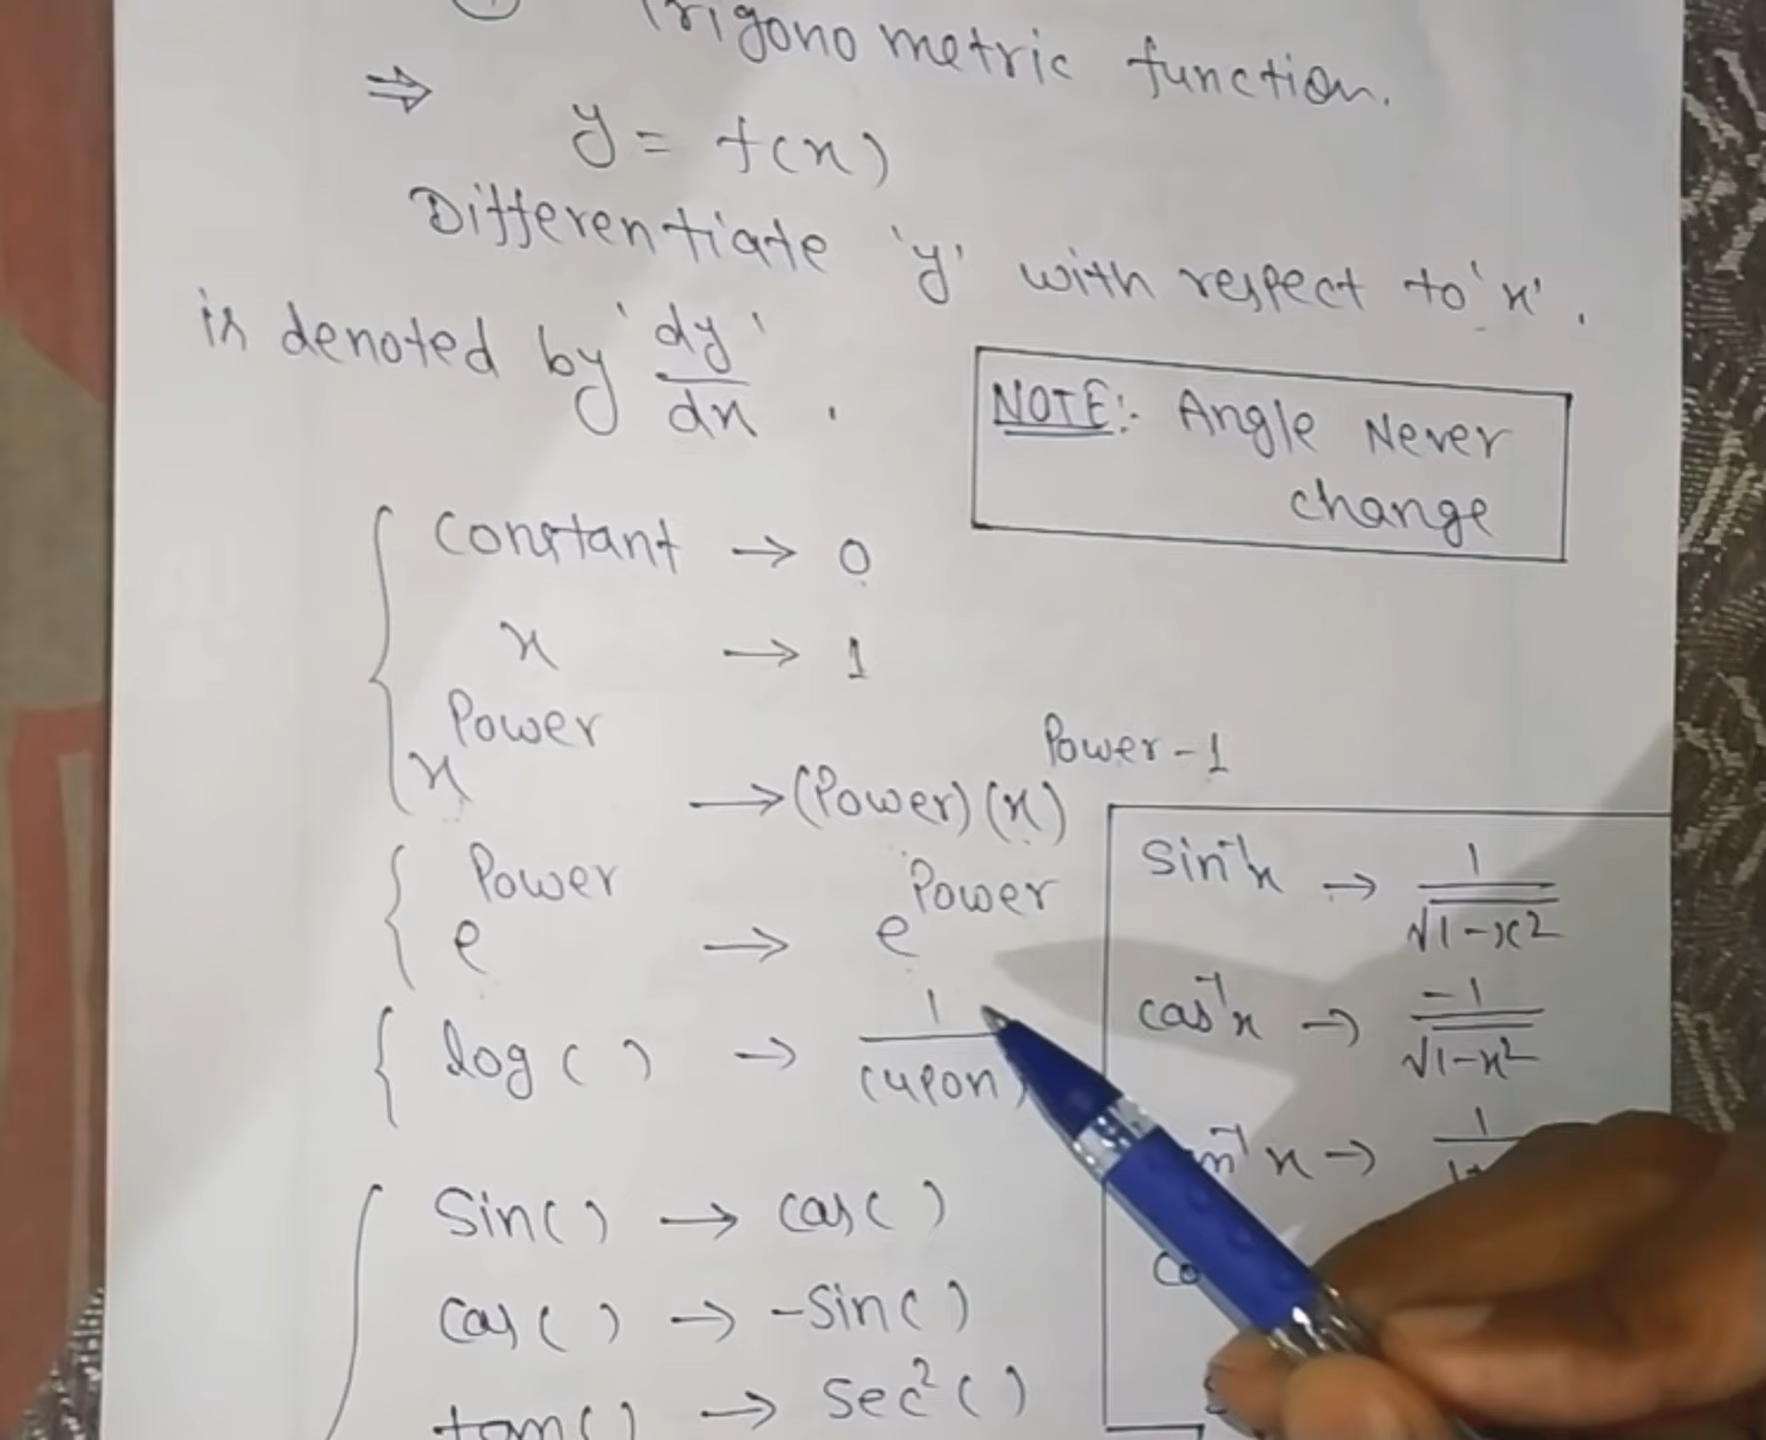 Trigonometric function.
⇒ y = f(x)
Differentiate 'y' with respect to 'x'.
is denoted by 'dy/dx'.
NOTE:- Angle Never
change
constant → 0
x → 1
x^Power → (Power)(x)^Power-1
e^Power → e^Power
log( ) → 1/(upon)
Sin( ) → cos( )
cos( ) → -Sin( )
tan( ) → Sec²( )
Sin⁻¹x → 1/√1-x²
cos⁻¹x → -1/√1-x²
x →